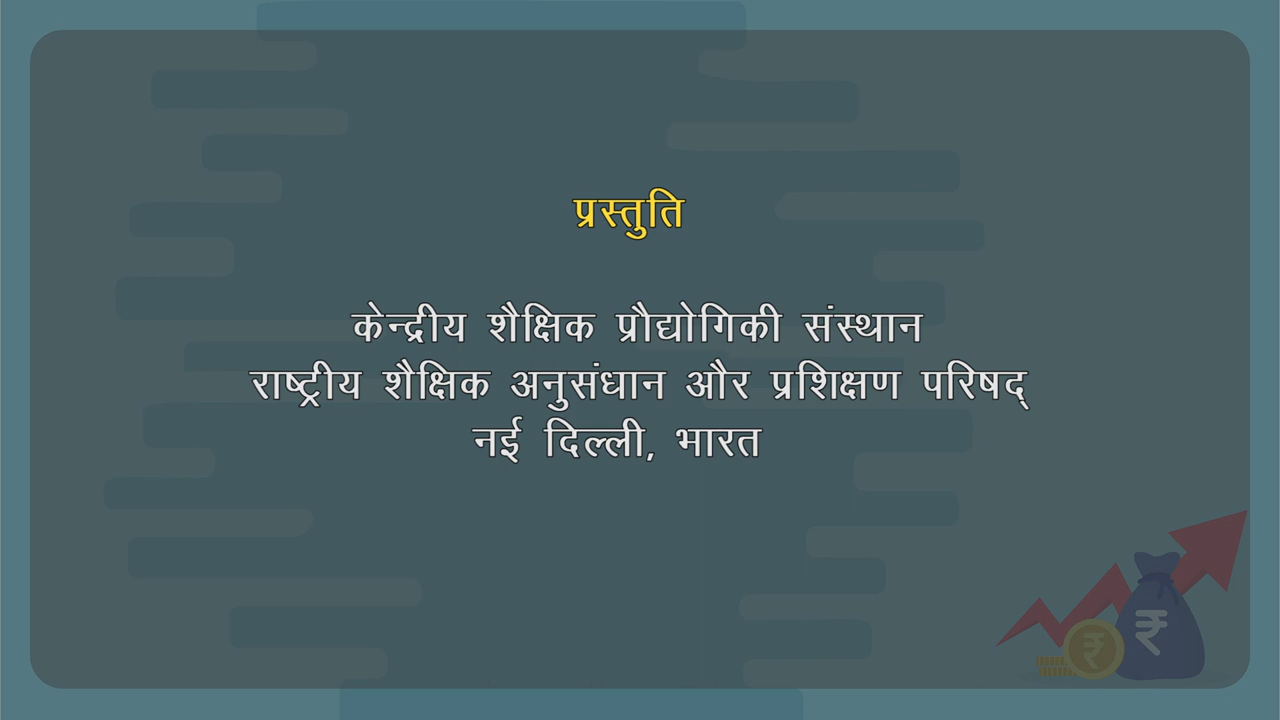 प्रस्तुति
केन्द्रीय शैक्षिक प्रौद्योगिकी संस्थान
राष्ट्रीय शैक्षिक अनुसंधान और प्रशिक्षण परिषद्
नई दिल्ली, भारत
₹ ₹